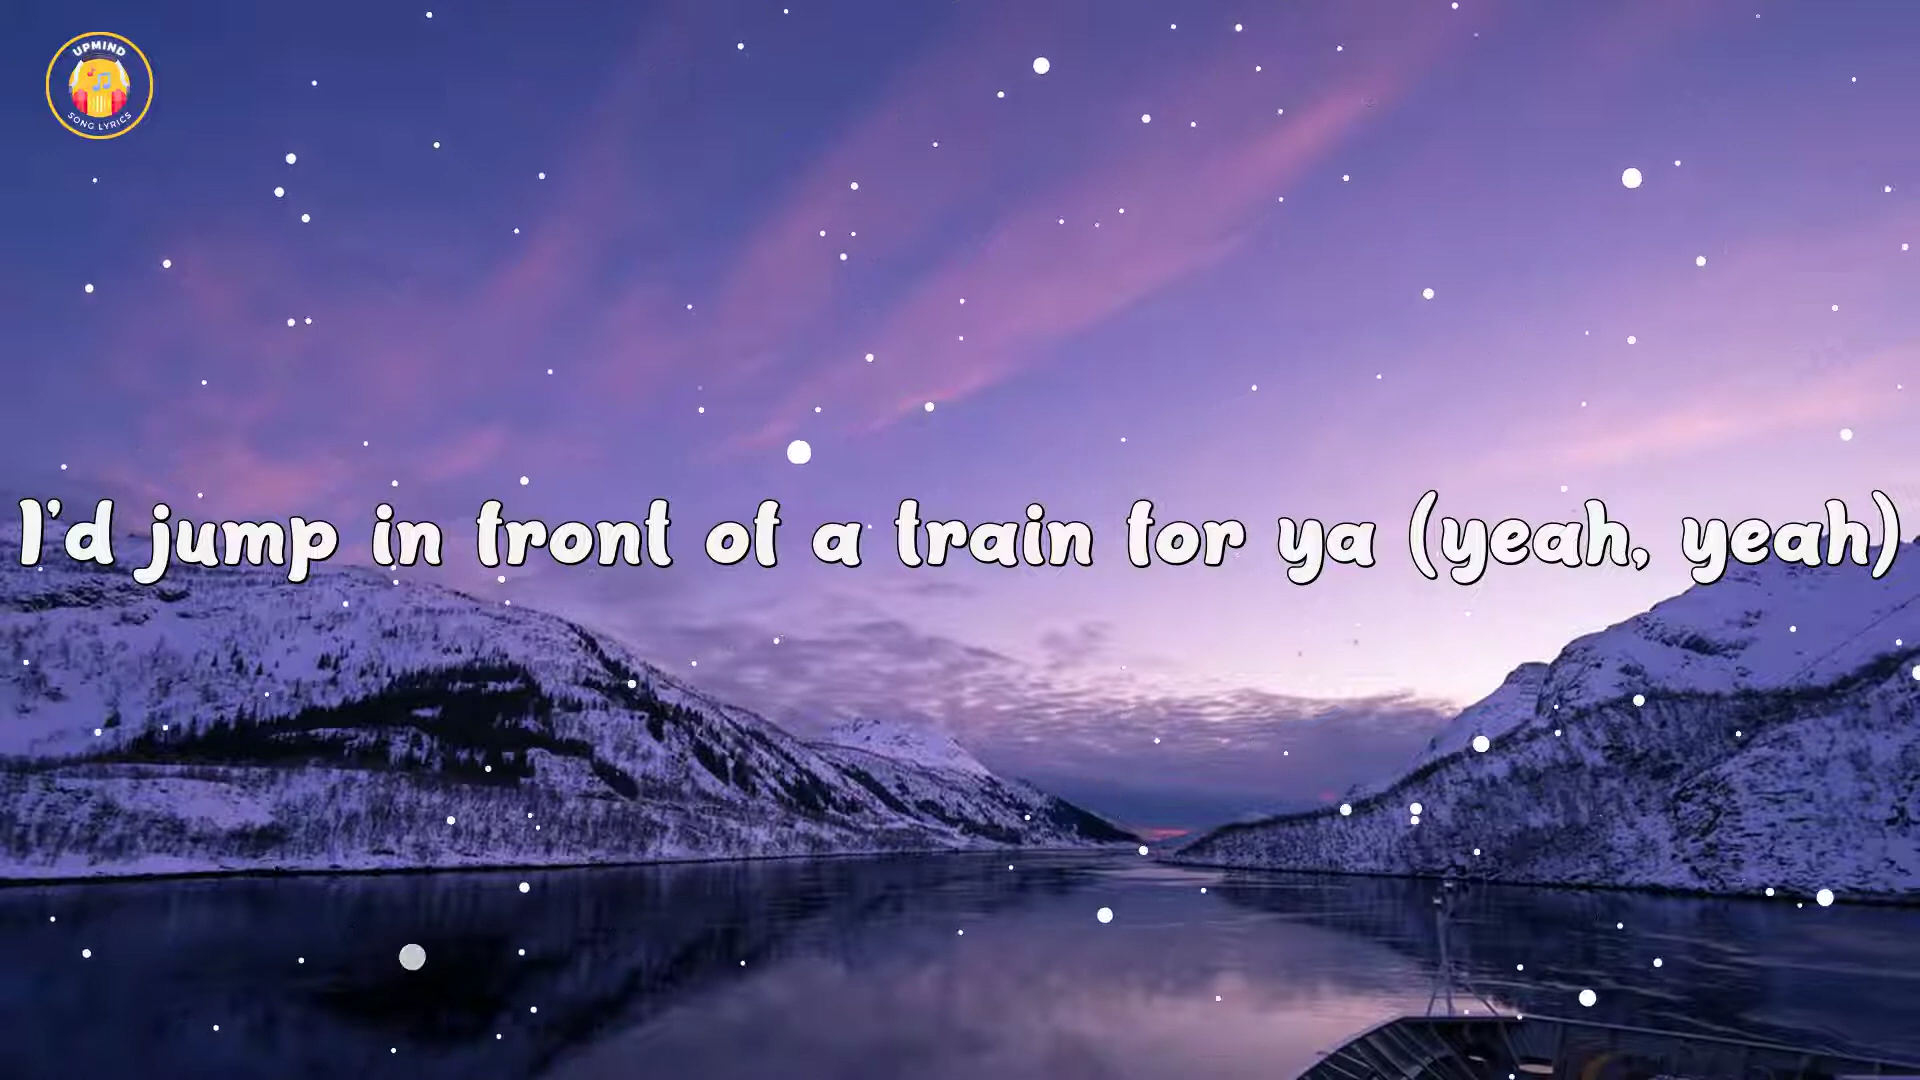 UPMIND
SONG LYRICS
I'd jump in front of a train for ya (yeah, yeah)